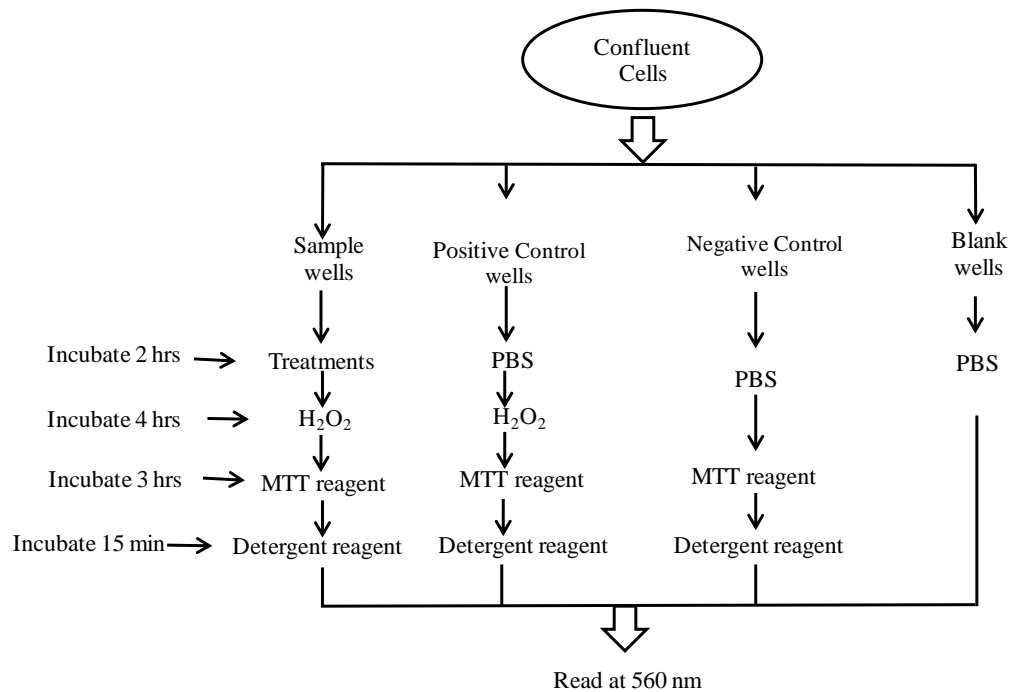 Confluent
Cells
Sample
wells
Positive Control
wells
Negative Control
wells
Blank
wells
Incubate 2 hrs
Treatments
PBS
PBS
PBS
Incubate 4 hrs
H₂O₂
H₂O₂
Incubate 3 hrs
MTT reagent
MTT reagent
MTT reagent
Incubate 15 min
Detergent reagent
Detergent reagent
Detergent reagent
Read at 560 nm